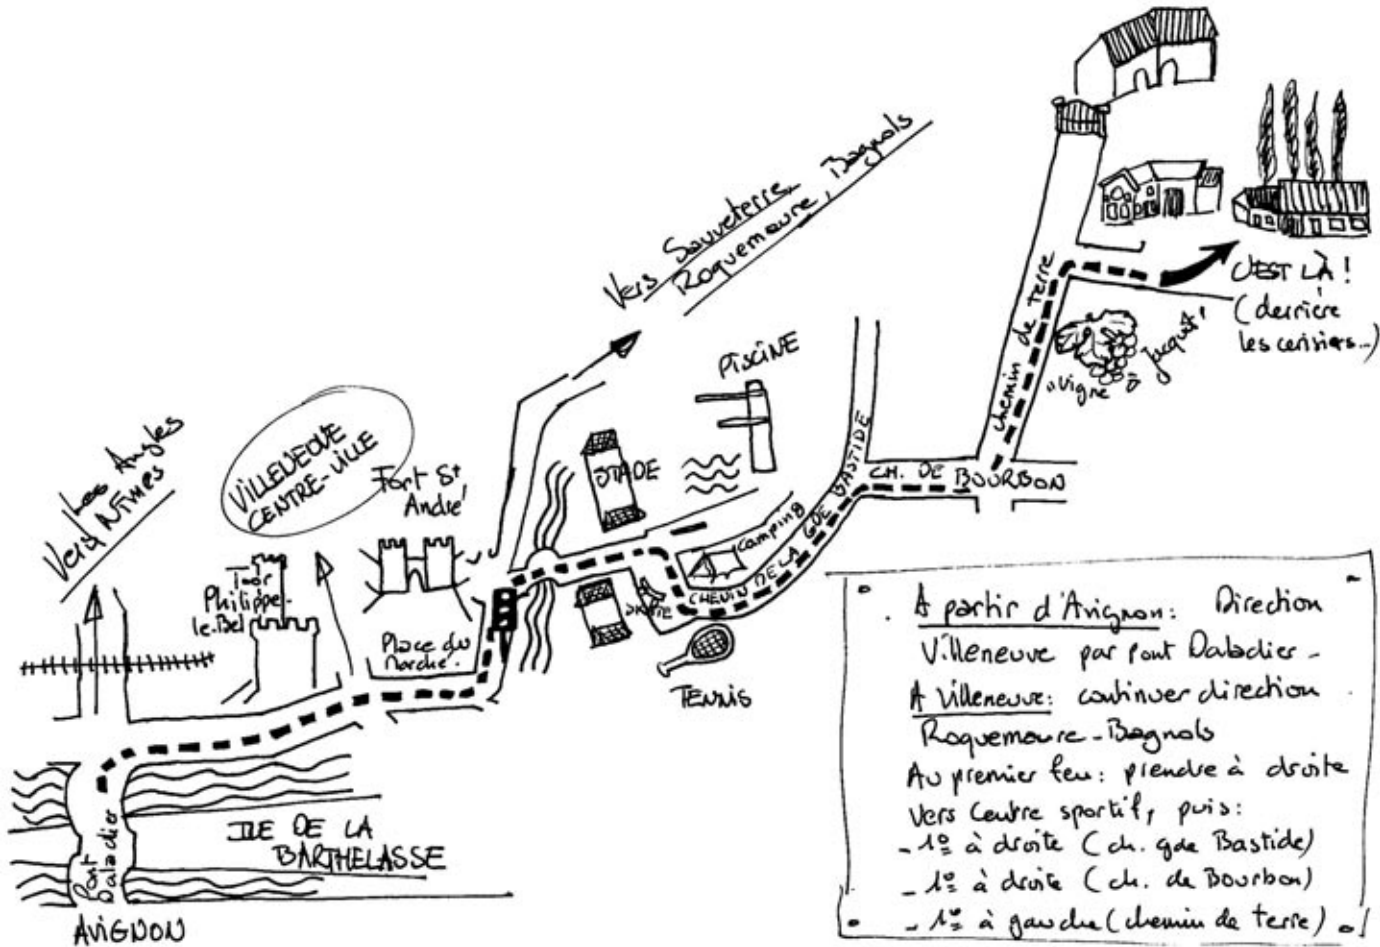 Vers Sauveterre
Roquemaure, Bagnols
C'EST LÀ !
(derrière
les cerisiers...)
chemin de terre
"Vigne à Jacquot"
PISCINE
STADE
Vers Les Angles
Nîmes
VILLENEUVE
CENTRE-VILLE
Fort St
André
Tour
Philippe-
le-Bel
Place du
Marché.
CH. DE BOURBON
CHEMIN DE LA GDE BASTIDE
Camping
TENNIS
ILE DE LA
BARTHELASSE
Pont
Daladier
AVIGNON
À partir d'Avignon: Direction
Villeneuve par pont Daladier -
A Villeneuve: continuer direction
Roquemaure - Bagnols
Au premier feu: prendre à droite
vers Centre sportif, puis:
- 1º à droite (ch. gde Bastide)
- 1º à droite (ch. de Bourbon)
- 1º à gauche (chemin de terre)